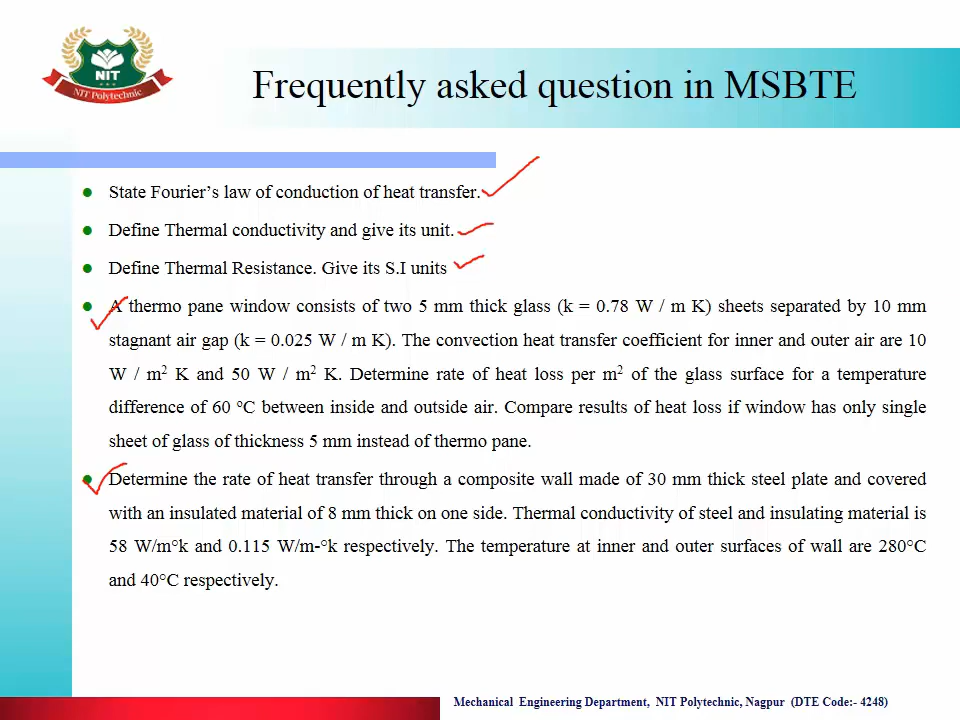 NIT
NIT Polytechnic
Frequently asked question in MSBTE
State Fourier's law of conduction of heat transfer.
Define Thermal conductivity and give its unit.
Define Thermal Resistance. Give its S.I units
A thermo pane window consists of two 5 mm thick glass (k = 0.78 W / m K) sheets separated by 10 mm
stagnant air gap (k = 0.025 W / m K). The convection heat transfer coefficient for inner and outer air are 10
W / m² K and 50 W / m² K. Determine rate of heat loss per m² of the glass surface for a temperature
difference of 60 °C between inside and outside air. Compare results of heat loss if window has only single
sheet of glass of thickness 5 mm instead of thermo pane.
Determine the rate of heat transfer through a composite wall made of 30 mm thick steel plate and covered
with an insulated material of 8 mm thick on one side. Thermal conductivity of steel and insulating material is
58 W/m°k and 0.115 W/m-°k respectively. The temperature at inner and outer surfaces of wall are 280°C
and 40°C respectively.
Mechanical Engineering Department, NIT Polytechnic, Nagpur (DTE Code:- 4248)